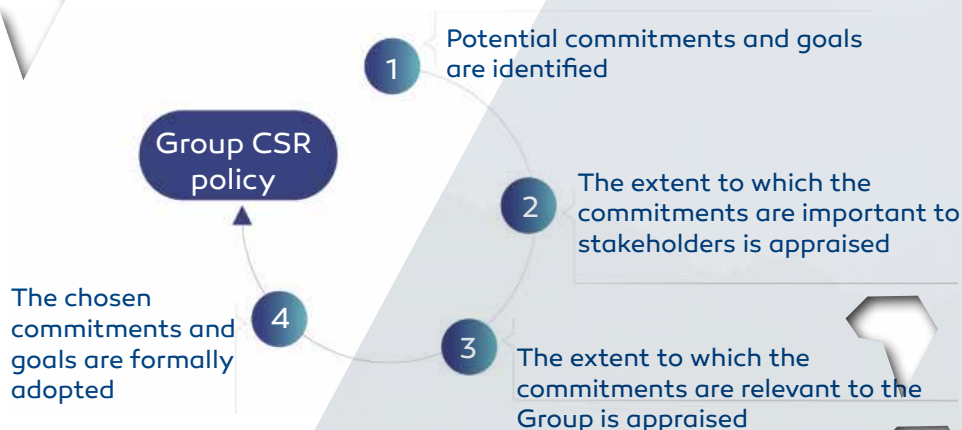 1
Potential commitments and goals
are identified
Group CSR
policy
2
The extent to which the
commitments are important to
stakeholders is appraised
The chosen
commitments and
goals are formally
adopted
4
3
The extent to which the
commitments are relevant to the
Group is appraised